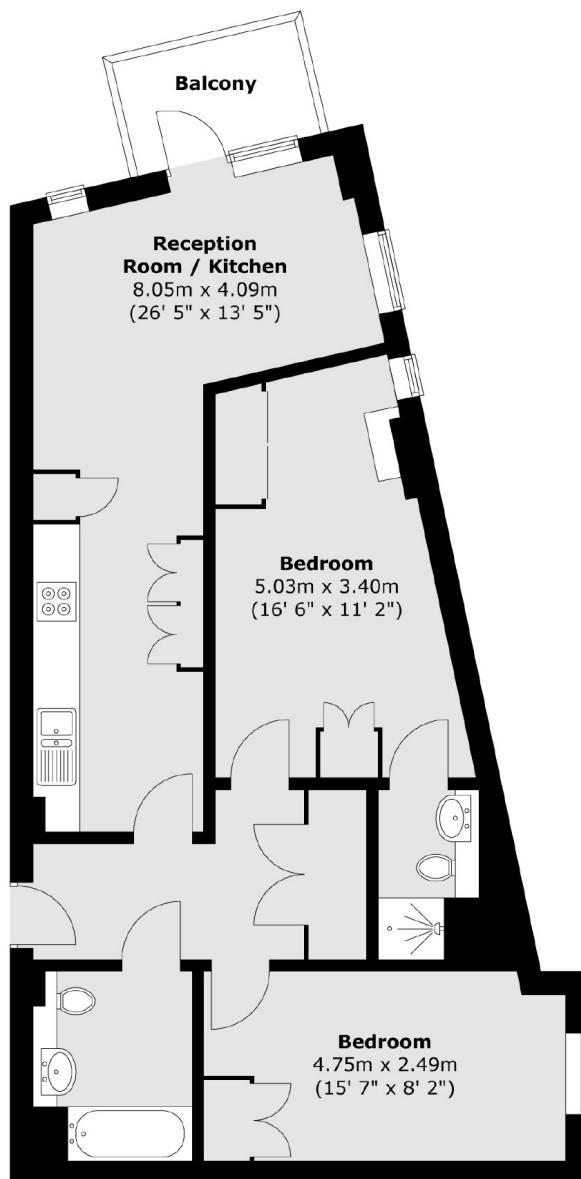 Balcony
Reception
Room / Kitchen
8.05m x 4.09m
(26' 5" x 13' 5")
Bedroom
5.03m x 3.40m
(16' 6" x 11' 2")
Bedroom
4.75m x 2.49m
(15' 7" x 8' 2")